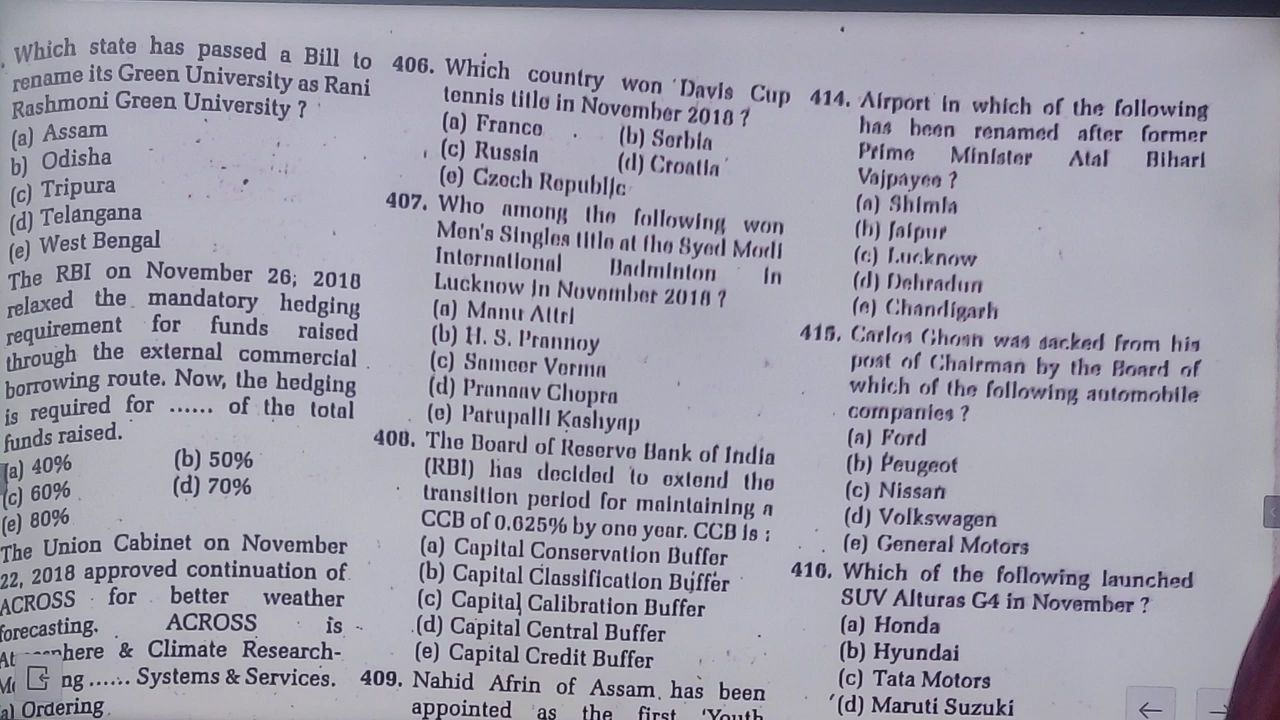 Which state has passed a Bill to
rename its Green University as Rani
Rashmoni Green University ?
(a) Assam
b) Odisha
(c) Tripura
(d) Telangana
(e) West Bengal
The RBI on November 26; 2018
relaxed the mandatory hedging
requirement for funds raised
through the external commercial
borrowing route. Now, the hedging
is required for ...... of the total
funds raised.
(a) 40% (b) 50%
(c) 60% (d) 70%
(e) 80%
The Union Cabinet on November
22, 2018 approved continuation of
ACROSS for better weather
forecasting. ACROSS is
& Climate Research-
...... Systems & Services.
a) Ordering
406. Which country won Davis Cup
tennis title in November 2018 ?
(a) France (b) Serbia
(c) Russia (d) Croatia
(e) Czech Republic
407. Who among the following won
Men's Singles title at the Syed Modi
International Badminton in
Lucknow in November 2018 ?
(a) Manu Attri
(b) H. S. Prannoy
(c) Sameer Verma
(d) Pranaav Chopra
(e) Parupalli Kashyap
408. The Board of Reserve Bank of India
(RBI) has decided to extend the
transition period for maintaining a
CCB of 0.625% by one year. CCB is :
(a) Capital Conservation Buffer
(b) Capital Classification Buffer
(c) Capital Calibration Buffer
(d) Capital Central Buffer
(e) Capital Credit Buffer
409. Nahid Afrin of Assam has been
appointed as the first 'Youth
414. Airport in which of the following
has been renamed after former
Prime Minister Atal Bihari
Vajpayee ?
(a) Shimla
(b) Jaipur
(c) Lucknow
(d) Dehradun
(e) Chandigarh
415. Carlos Ghosn was sacked from his
post of Chairman by the Board of
which of the following automobile
companies ?
(a) Ford
(b) Peugeot
(c) Nissan
(d) Volkswagen
(e) General Motors
416. Which of the following launched
SUV Alturas G4 in November ?
(a) Honda
(b) Hyundai
(c) Tata Motors
(d) Maruti Suzuki